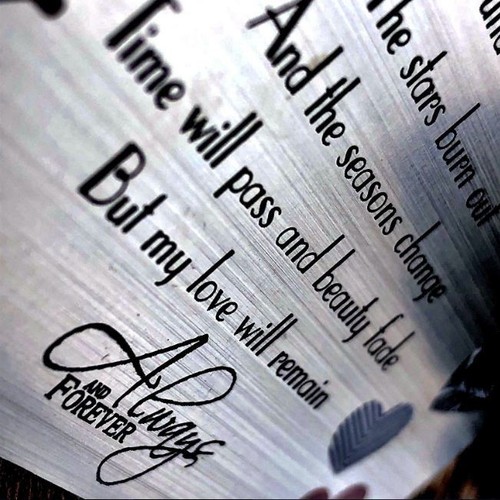 The stars burn out
And the seasons change
Time will pass and beauty fade
But my love will remain
Always
AND
FOREVER